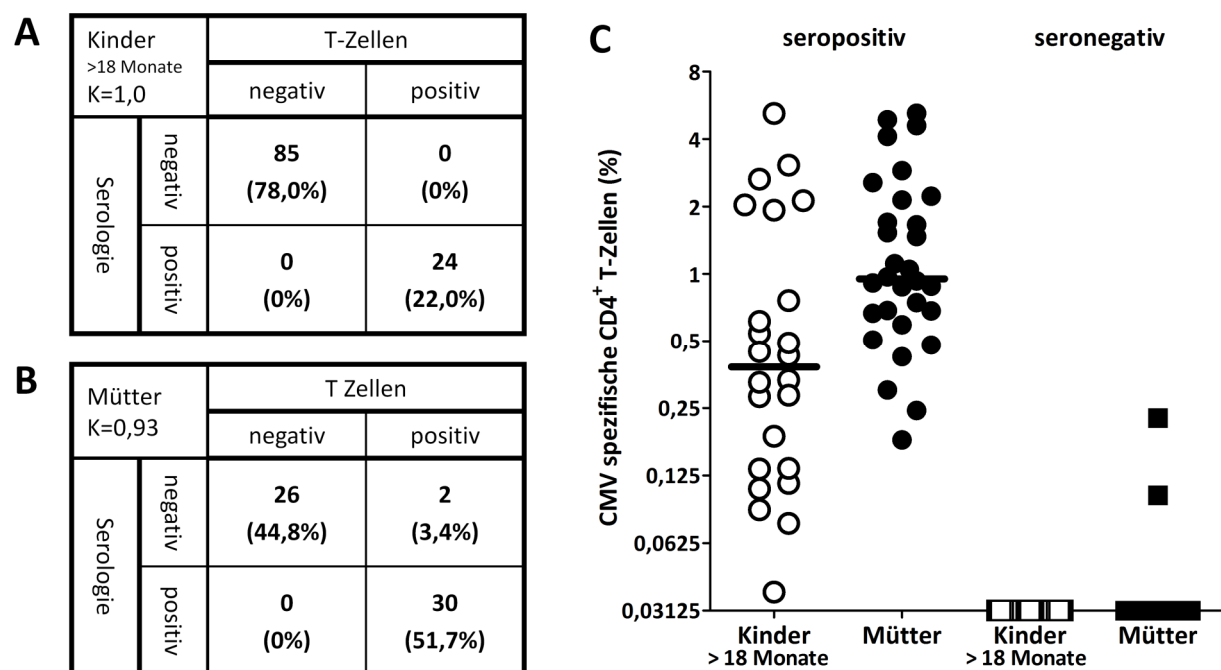 A
Kinder
>18 Monate
K=1,0
T-Zellen
negativ
positiv
Serologie
negativ
85
(78,0%)
0
(0%)
positiv
0
(0%)
24
(22,0%)
B
Mütter
K=0,93
T Zellen
negativ
positiv
Serologie
negativ
26
(44,8%)
2
(3,4%)
positiv
0
(0%)
30
(51,7%)
C
seropositiv
seronegativ
CMV spezifische CD4⁺ T-Zellen (%)
8
4
2
1
0,5
0,25
0,125
0,0625
0,03125
Kinder
> 18 Monate
Mütter
Kinder
> 18 Monate
Mütter